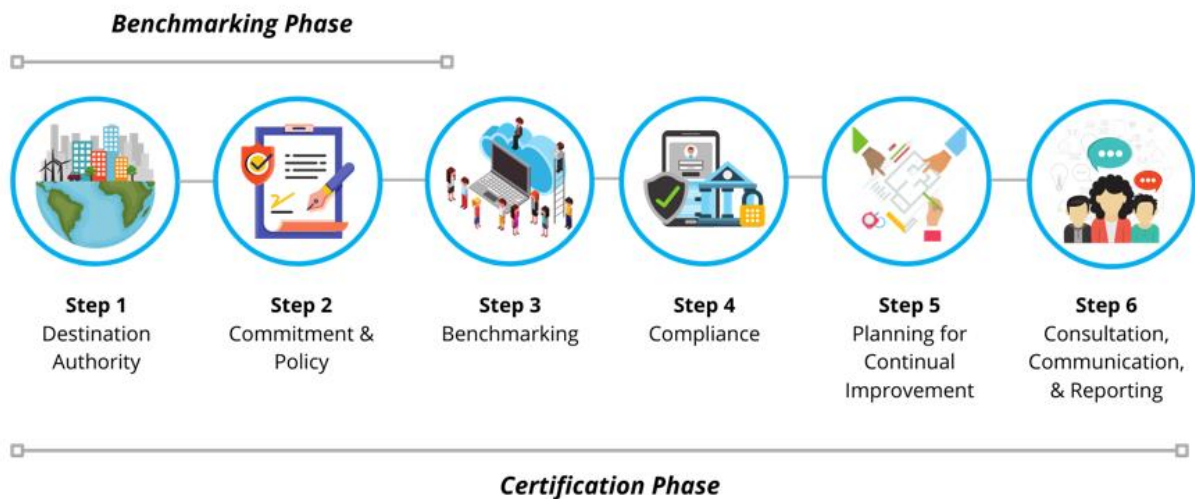 Benchmarking Phase
Step 1
Destination
Authority
Step 2
Commitment &
Policy
Step 3
Benchmarking
Step 4
Compliance
Step 5
Planning for
Continual
Improvement
Step 6
Consultation,
Communication,
& Reporting
Certification Phase